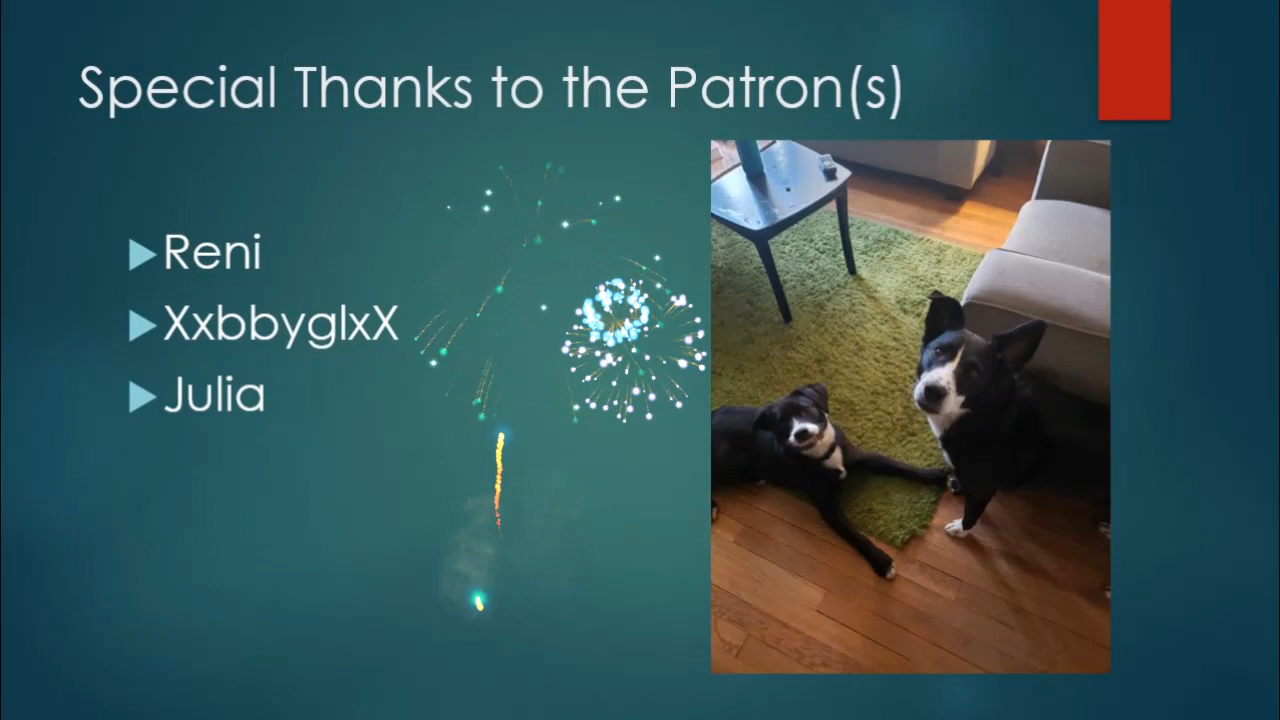 Special Thanks to the Patron(s)
Reni
XxbbyglxX
Julia